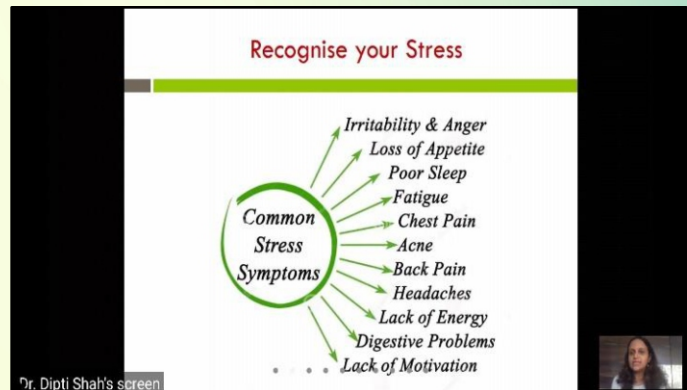 Recognise your Stress
Irritability & Anger
Loss of Appetite
Poor Sleep
Fatigue
Chest Pain
Acne
Back Pain
Headaches
Lack of Energy
Digestive Problems
Lack of Motivation
Common
Stress
Symptoms
Dr. Dipti Shah's screen